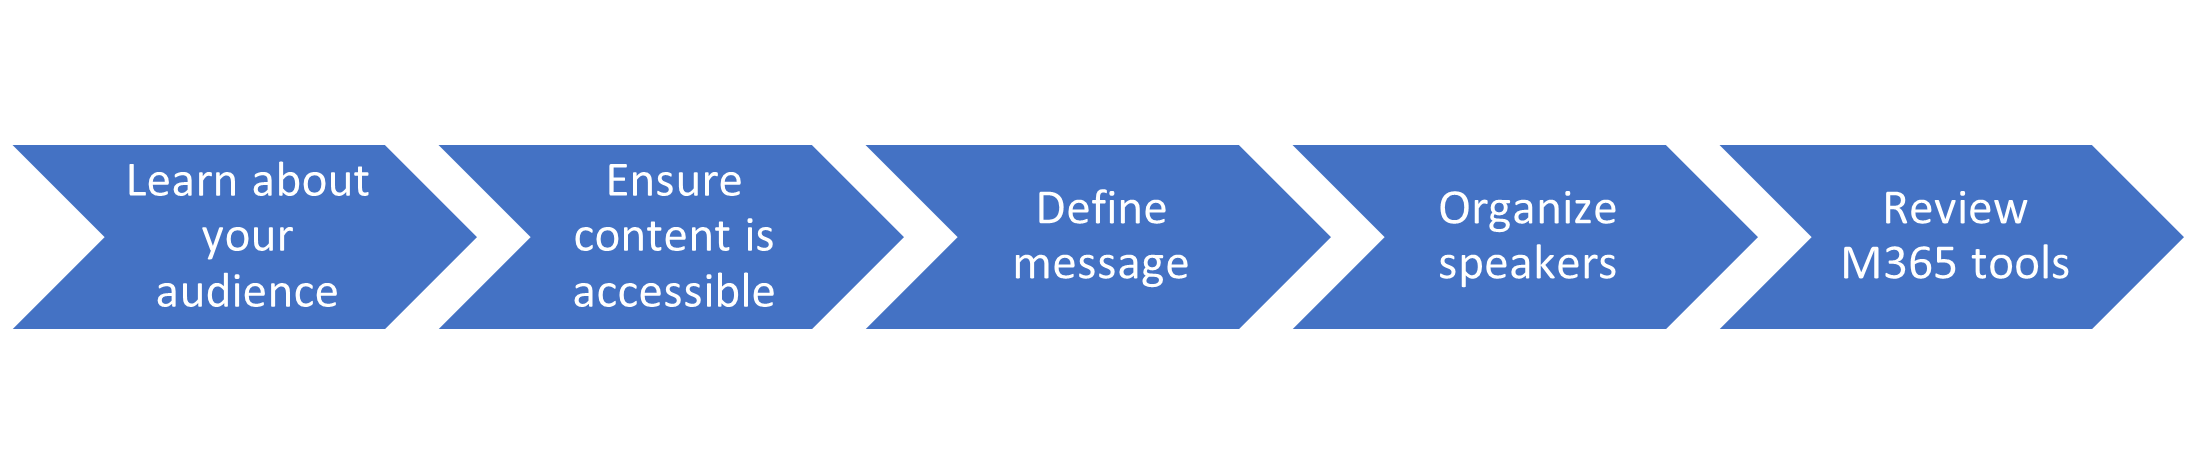 Learn about
your
audience
Ensure
content is
accessible
Define
message
Organize
speakers
Review
M365 tools